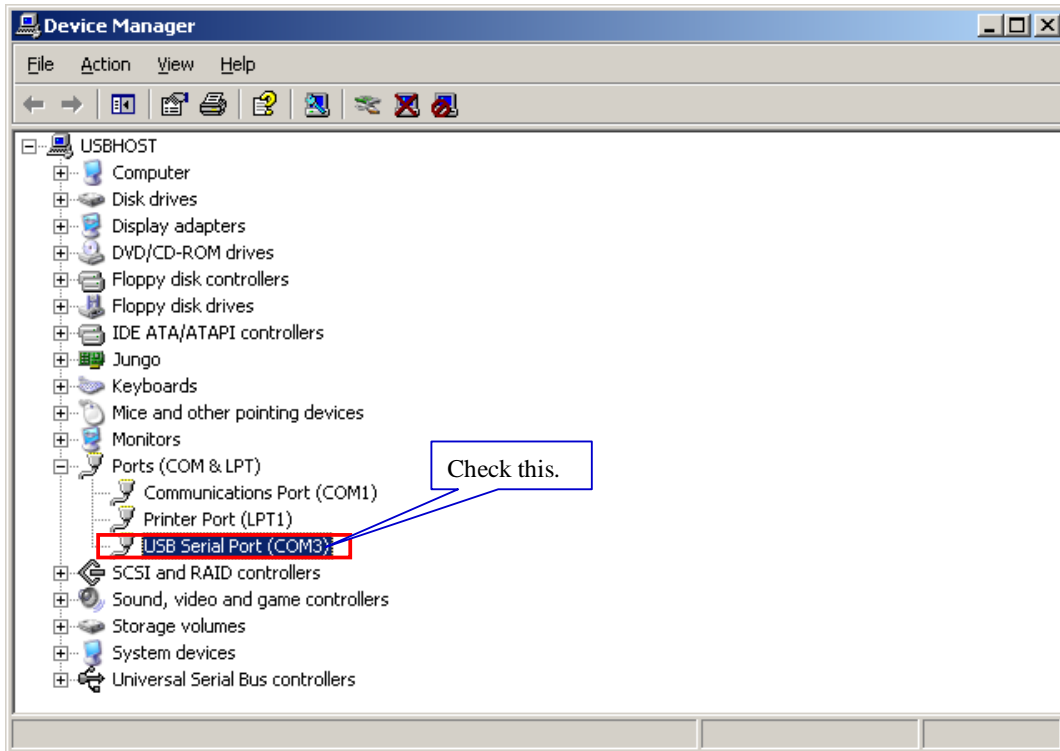 Device Manager
File Action View Help
USBHOST
Computer
Disk drives
Display adapters
DVD/CD-ROM drives
Floppy disk controllers
Floppy disk drives
IDE ATA/ATAPI controllers
Jungo
Keyboards
Mice and other pointing devices
Monitors
Ports (COM & LPT)
Check this.
Communications Port (COM1)
Printer Port (LPT1)
USB Serial Port (COM3)
SCSI and RAID controllers
Sound, video and game controllers
Storage volumes
System devices
Universal Serial Bus controllers